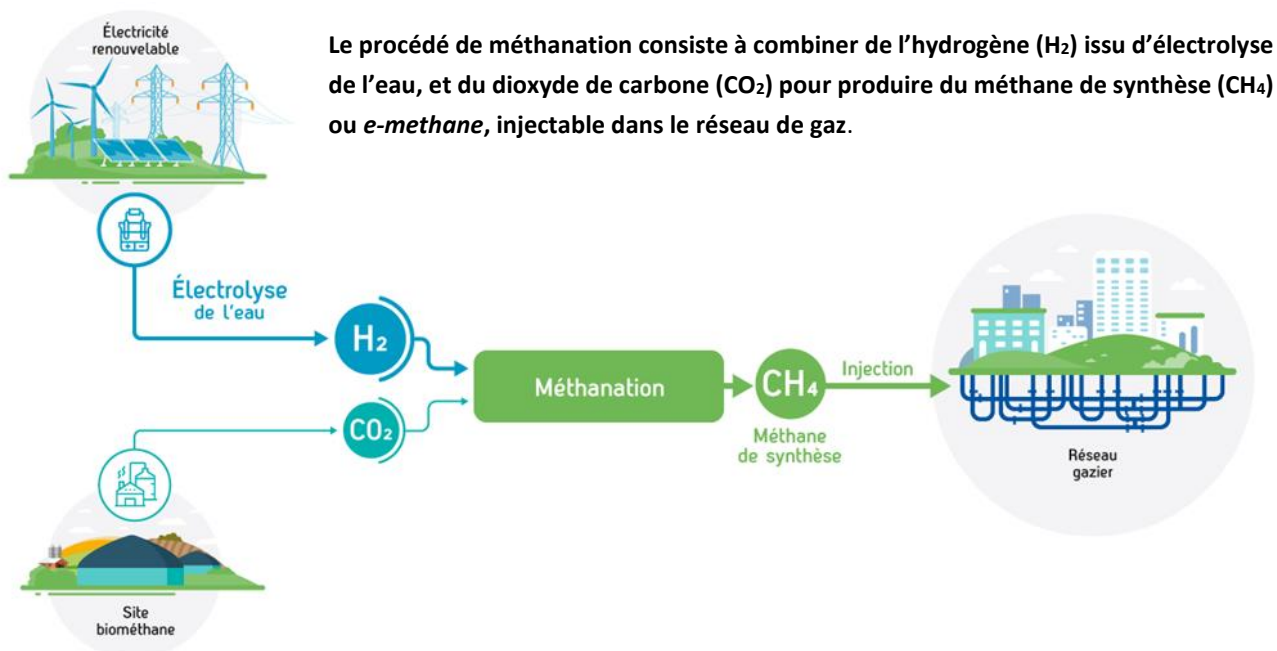 Électricité
renouvelable
Le procédé de méthanation consiste à combiner de l’hydrogène (H₂) issu d’électrolyse
de l’eau, et du dioxyde de carbone (CO₂) pour produire du méthane de synthèse (CH₄)
ou e-methane, injectable dans le réseau de gaz.
Électrolyse
de l'eau
H₂
CO₂
Méthanation
CH₄
Méthane
de synthèse
Injection
Réseau
gazier
Site
biométhane